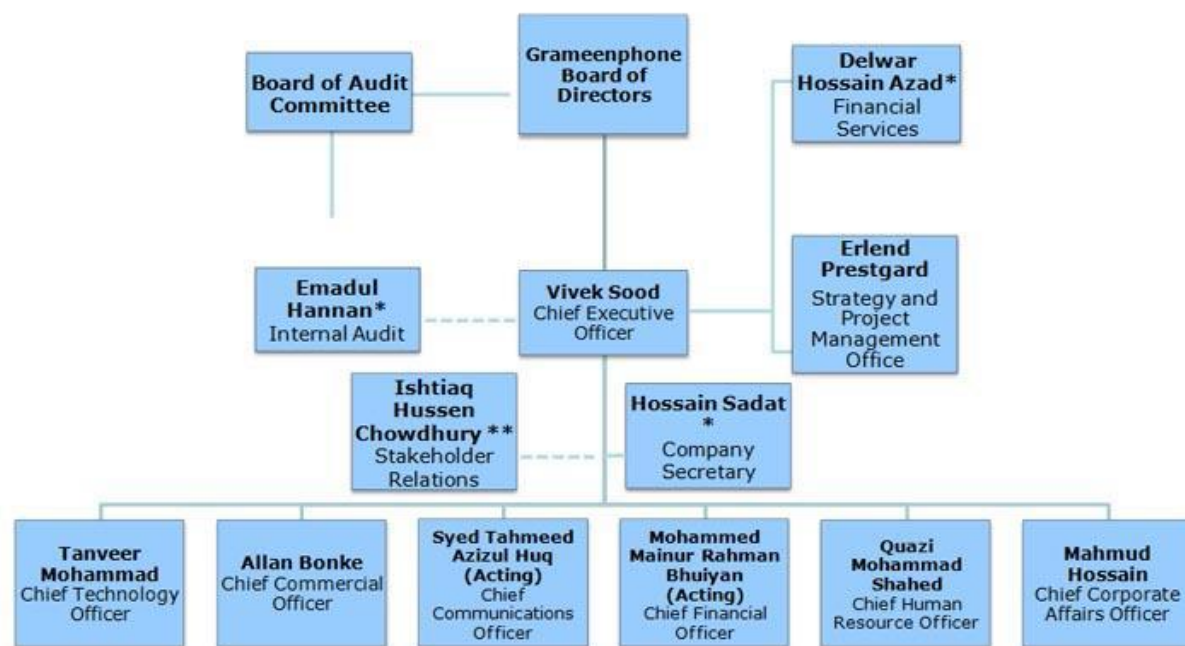 Grameenphone
Board of
Directors
Board of Audit
Committee
Delwar
Hossain Azad*
Financial
Services
Erlend
Prestgard
Strategy and
Project
Management
Office
Emadul
Hannan*
Internal Audit
Vivek Sood
Chief Executive
Officer
Ishtiaq
Hussen
Chowdhury **
Stakeholder
Relations
Hossain Sadat
*
Company
Secretary
Tanveer
Mohammad
Chief Technology
Officer
Allan Bonke
Chief Commercial
Officer
Syed Tahmeed
Azizul Huq
(Acting)
Chief
Communications
Officer
Mohammed
Mainur Rahman
Bhuiyan
(Acting)
Chief Financial
Officer
Quazi
Mohammad
Shahed
Chief Human
Resource Officer
Mahmud
Hossain
Chief Corporate
Affairs Officer